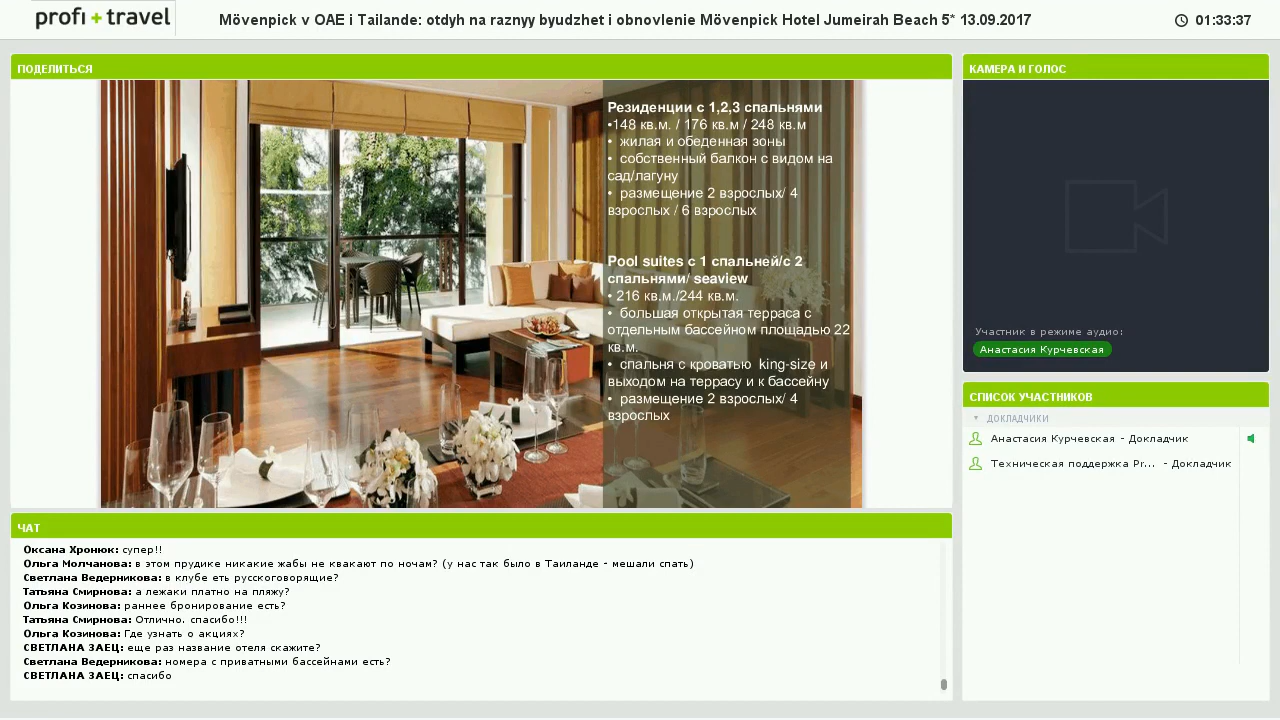 profi + travel
Mövenpick v OAE i Tailande: otdyh na raznyy byudzhet i obnovlenie Mövenpick Hotel Jumeirah Beach 5* 13.09.2017
01:33:37
ПОДЕЛИТЬСЯ
Резиденции с 1,2,3 спальнями
•148 кв.м. / 176 кв.м / 248 кв.м
• жилая и обеденная зоны
• собственный балкон с видом на
сад/лагуну
• размещение 2 взрослых/ 4
взрослых / 6 взрослых
Pool suites с 1 спальней/с 2
спальнями/ seaview
• 216 кв.м./244 кв.м.
• большая открытая терраса с
отдельным бассейном площадью 22
кв.м.
• спальня с кроватью king-size и
выходом на террасу и к бассейну
• размещение 2 взрослых/ 4
взрослых
КАМЕРА И ГОЛОС
Участник в режиме аудио:
Анастасия Курчевская
СПИСОК УЧАСТНИКОВ
ДОКЛАДЧИКИ
Анастасия Курчевская - Докладчик
Техническая поддержка Pr... - Докладчик
ЧАТ
Оксана Хронюк: супер!!
Ольга Молчанова: в этом прудике никакие жабы не квакают по ночам? (у нас так было в Таиланде - мешали спать)
Светлана Ведерникова: в клубе еть русскоговорящие?
Татьяна Смирнова: а лежаки платно на пляжу?
Ольга Козинова: раннее бронирование есть?
Татьяна Смирнова: Отлично. спасибо!!!
Ольга Козинова: Где узнать о акциях?
СВЕТЛАНА ЗАЕЦ: еще раз название отеля скажите?
Светлана Ведерникова: номера с приватными бассейнами есть?
СВЕТЛАНА ЗАЕЦ: спасибо